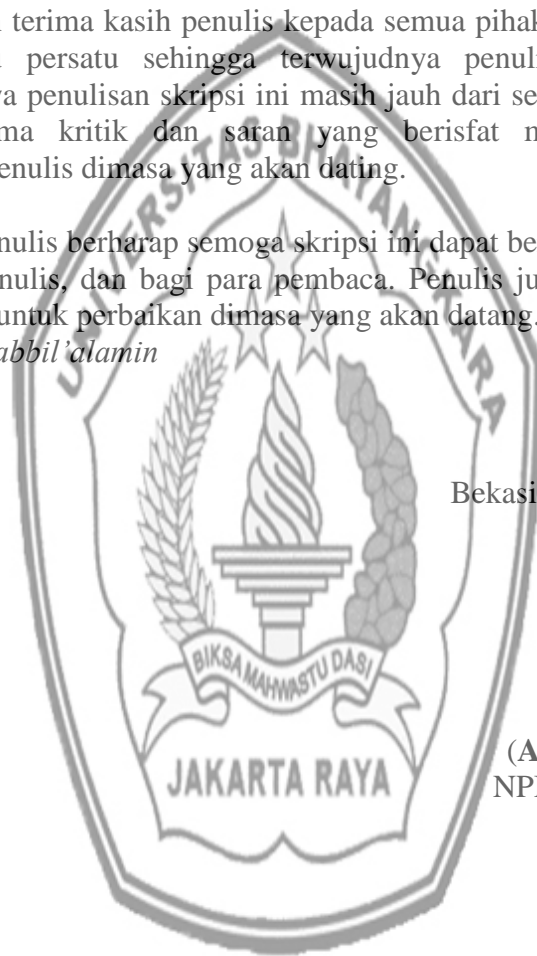 terima kasih penulis kepada semua pihak
persatu sehingga terwujudnya penuli
a penulisan skripsi ini masih jauh dari se
ma kritik dan saran yang berisfat m
enulis dimasa yang akan dating.
nulis berharap semoga skripsi ini dapat be
nulis, dan bagi para pembaca. Penulis ju
untuk perbaikan dimasa yang akan datang.
abbil’alamin
UNIVERSITAS BHAYANGKARA
Bekasi
BIKSA MAHWASTU DASI
(A
JAKARTA RAYA
NP